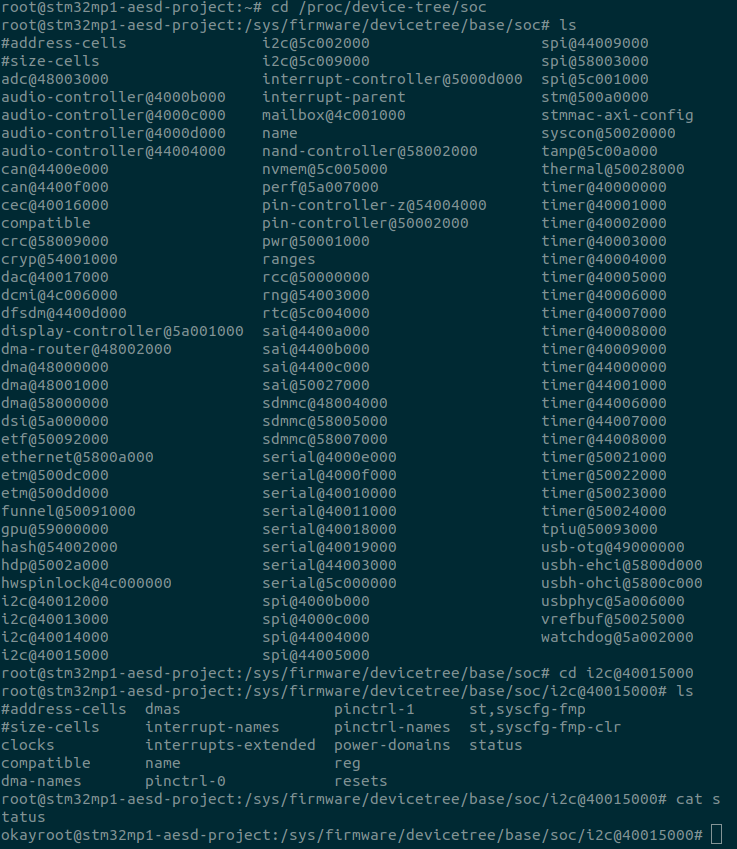 root@stm32mp1-aesd-project:~# cd /proc/device-tree/soc
root@stm32mp1-aesd-project:/sys/firmware/devicetree/base/soc# ls
#address-cells i2c@5c002000 spi@44009000
#size-cells i2c@5c009000 spi@58003000
adc@48003000 interrupt-controller@5000d000 spi@5c001000
audio-controller@4000b000 interrupt-parent stm@500a0000
audio-controller@4000c000 mailbox@4c001000 stmmac-axi-config
audio-controller@4000d000 name syscon@50020000
audio-controller@44004000 nand-controller@58002000 tamp@5c00a000
can@4400e000 nvmem@5c005000 thermal@50028000
can@4400f000 perf@5a007000 timer@40000000
cec@40016000 pin-controller-z@54004000 timer@40001000
compatible pin-controller@50002000 timer@40002000
crc@58009000 pwr@50001000 timer@40003000
cryp@54001000 ranges timer@40004000
dac@40017000 rcc@50000000 timer@40005000
dcmi@4c006000 rng@54003000 timer@40006000
dfsdm@4400d000 rtc@5c004000 timer@40007000
display-controller@5a001000 sai@4400a000 timer@40008000
dma-router@48002000 sai@4400b000 timer@40009000
dma@48000000 sai@4400c000 timer@44000000
dma@48001000 sai@50027000 timer@44001000
dma@58000000 sdmmc@48004000 timer@44006000
dsi@5a000000 sdmmc@58005000 timer@44007000
etf@50092000 sdmmc@58007000 timer@44008000
ethernet@5800a000 serial@4000e000 timer@50021000
etm@500dc000 serial@4000f000 timer@50022000
etm@500dd000 serial@40010000 timer@50023000
funnel@50091000 serial@40011000 timer@50024000
gpu@59000000 serial@40018000 tpiu@50093000
hash@54002000 serial@40019000 usb-otg@49000000
hdp@5002a000 serial@44003000 usbh-ehci@5800d000
hwspinlock@4c000000 serial@5c000000 usbh-ohci@5800c000
i2c@40012000 spi@4000b000 usbphyc@5a006000
i2c@40013000 spi@4000c000 vrefbuf@50025000
i2c@40014000 spi@44004000 watchdog@5a002000
i2c@40015000 spi@44005000
root@stm32mp1-aesd-project:/sys/firmware/devicetree/base/soc# cd i2c@40015000
root@stm32mp1-aesd-project:/sys/firmware/devicetree/base/soc/i2c@40015000# ls
#address-cells dmas pinctrl-1 st,syscfg-fmp
#size-cells interrupt-names pinctrl-names st,syscfg-fmp-clr
clocks interrupts-extended power-domains status
compatible name reg
dma-names pinctrl-0 resets
root@stm32mp1-aesd-project:/sys/firmware/devicetree/base/soc/i2c@40015000# cat s
tatus
okayroot@stm32mp1-aesd-project:/sys/firmware/devicetree/base/soc/i2c@40015000#